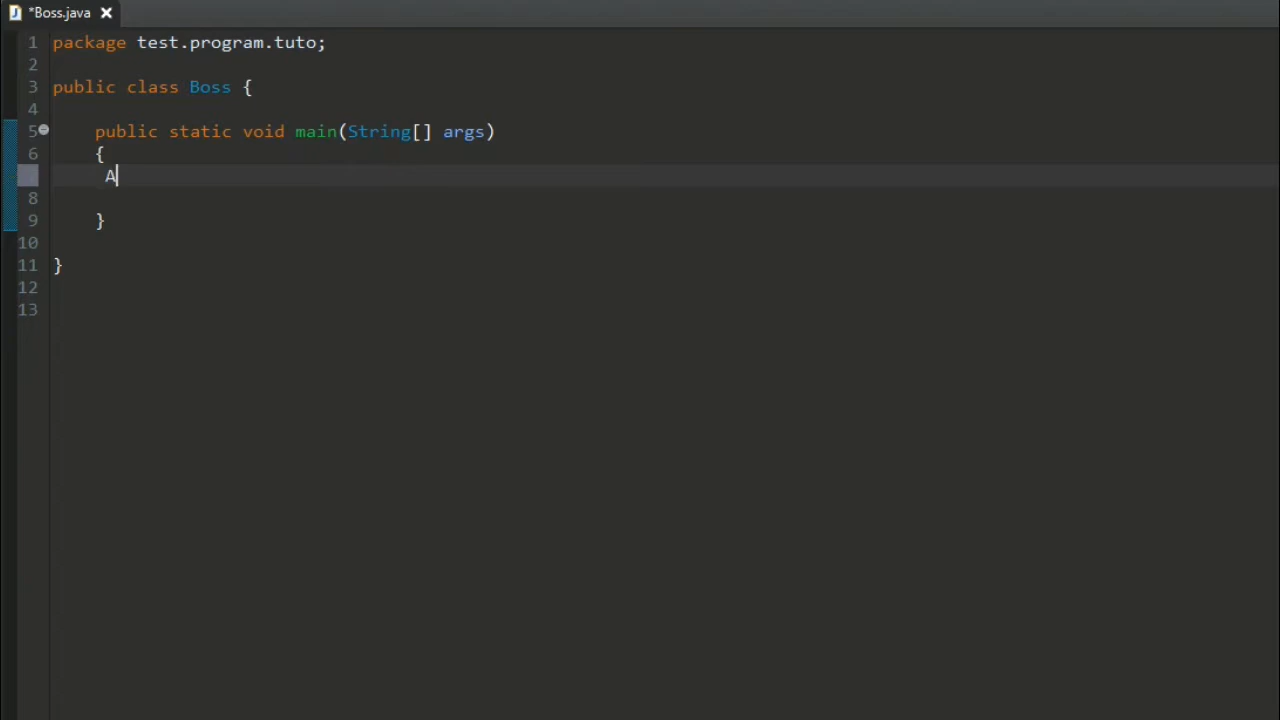 *Boss.java
1 package test.program.tuto;
2
3 public class Boss {
4
5 public static void main(String[] args)
6 {
A
8
9 }
10
11 }
12
13